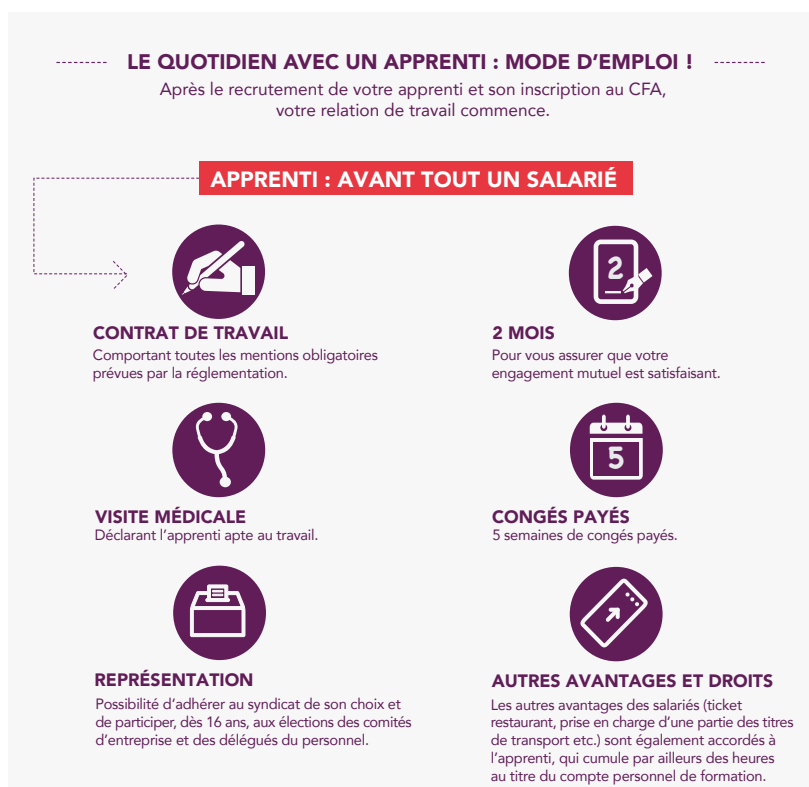 LE QUOTIDIEN AVEC UN APPRENTI : MODE D'EMPLOI !
Après le recrutement de votre apprenti et son inscription au CFA,
votre relation de travail commence.
APPRENTI : AVANT TOUT UN SALARIÉ
CONTRAT DE TRAVAIL
Comportant toutes les mentions obligatoires
prévues par la réglementation.
2
2 MOIS
Pour vous assurer que votre
engagement mutuel est satisfaisant.
VISITE MÉDICALE
Déclarant l'apprenti apte au travail.
5
CONGÉS PAYÉS
5 semaines de congés payés.
REPRÉSENTATION
Possibilité d'adhérer au syndicat de son choix et
de participer, dès 16 ans, aux élections des comités
d'entreprise et des délégués du personnel.
AUTRES AVANTAGES ET DROITS
Les autres avantages des salariés (ticket
restaurant, prise en charge d'une partie des titres
de transport etc.) sont également accordés à
l'apprenti, qui cumule par ailleurs des heures
au titre du compte personnel de formation.